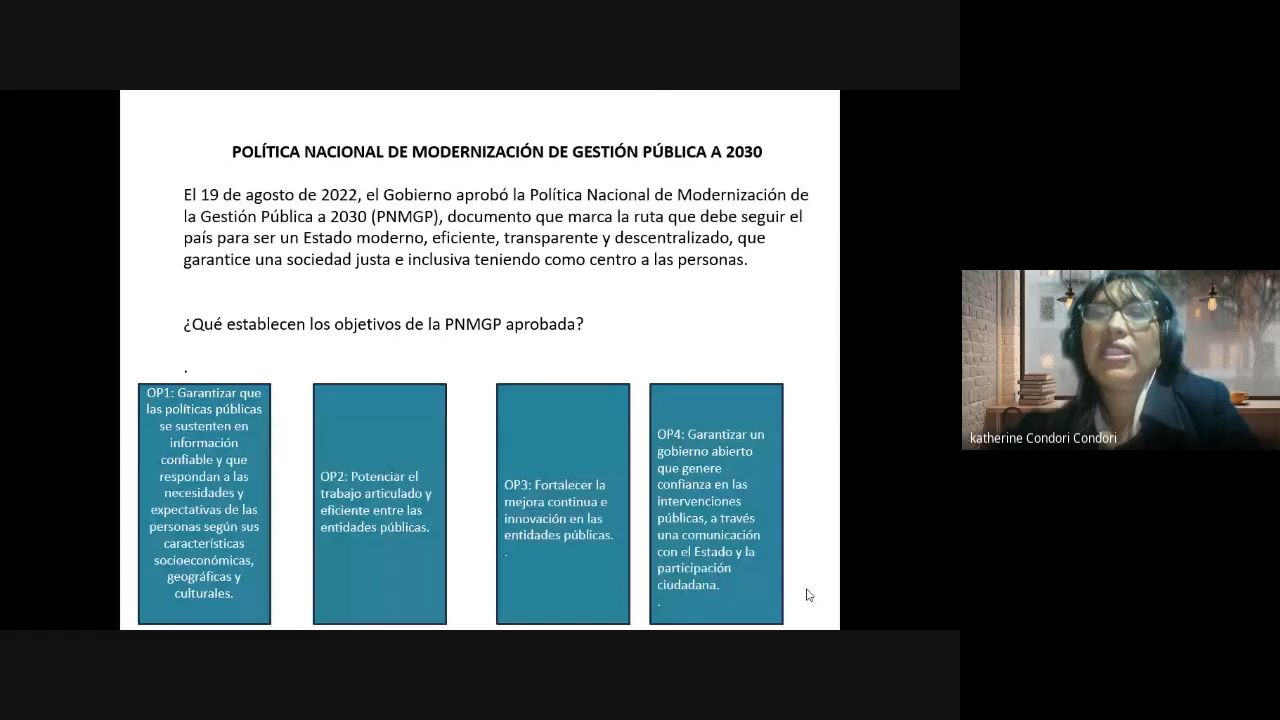 POLÍTICA NACIONAL DE MODERNIZACIÓN DE GESTIÓN PÚBLICA A 2030
El 19 de agosto de 2022, el Gobierno aprobó la Política Nacional de Modernización de
la Gestión Pública a 2030 (PNMGP), documento que marca la ruta que debe seguir el
país para ser un Estado moderno, eficiente, transparente y descentralizado, que
garantice una sociedad justa e inclusiva teniendo como centro a las personas.
¿Qué establecen los objetivos de la PNMGP aprobada?
.
OP1: Garantizar que
las políticas públicas
se sustenten en
información
confiable y que
respondan a las
necesidades y
expectativas de las
personas según sus
características
socioeconómicas,
geográficas y
culturales.
OP2: Potenciar el
trabajo articulado y
eficiente entre las
entidades públicas.
OP3: Fortalecer la
mejora continua e
innovación en las
entidades públicas.
.
OP4: Garantizar un
gobierno abierto
que genere
confianza en las
intervenciones
públicas, a través
una comunicación
con el Estado y la
participación
ciudadana.
.
katherine Condori Condori